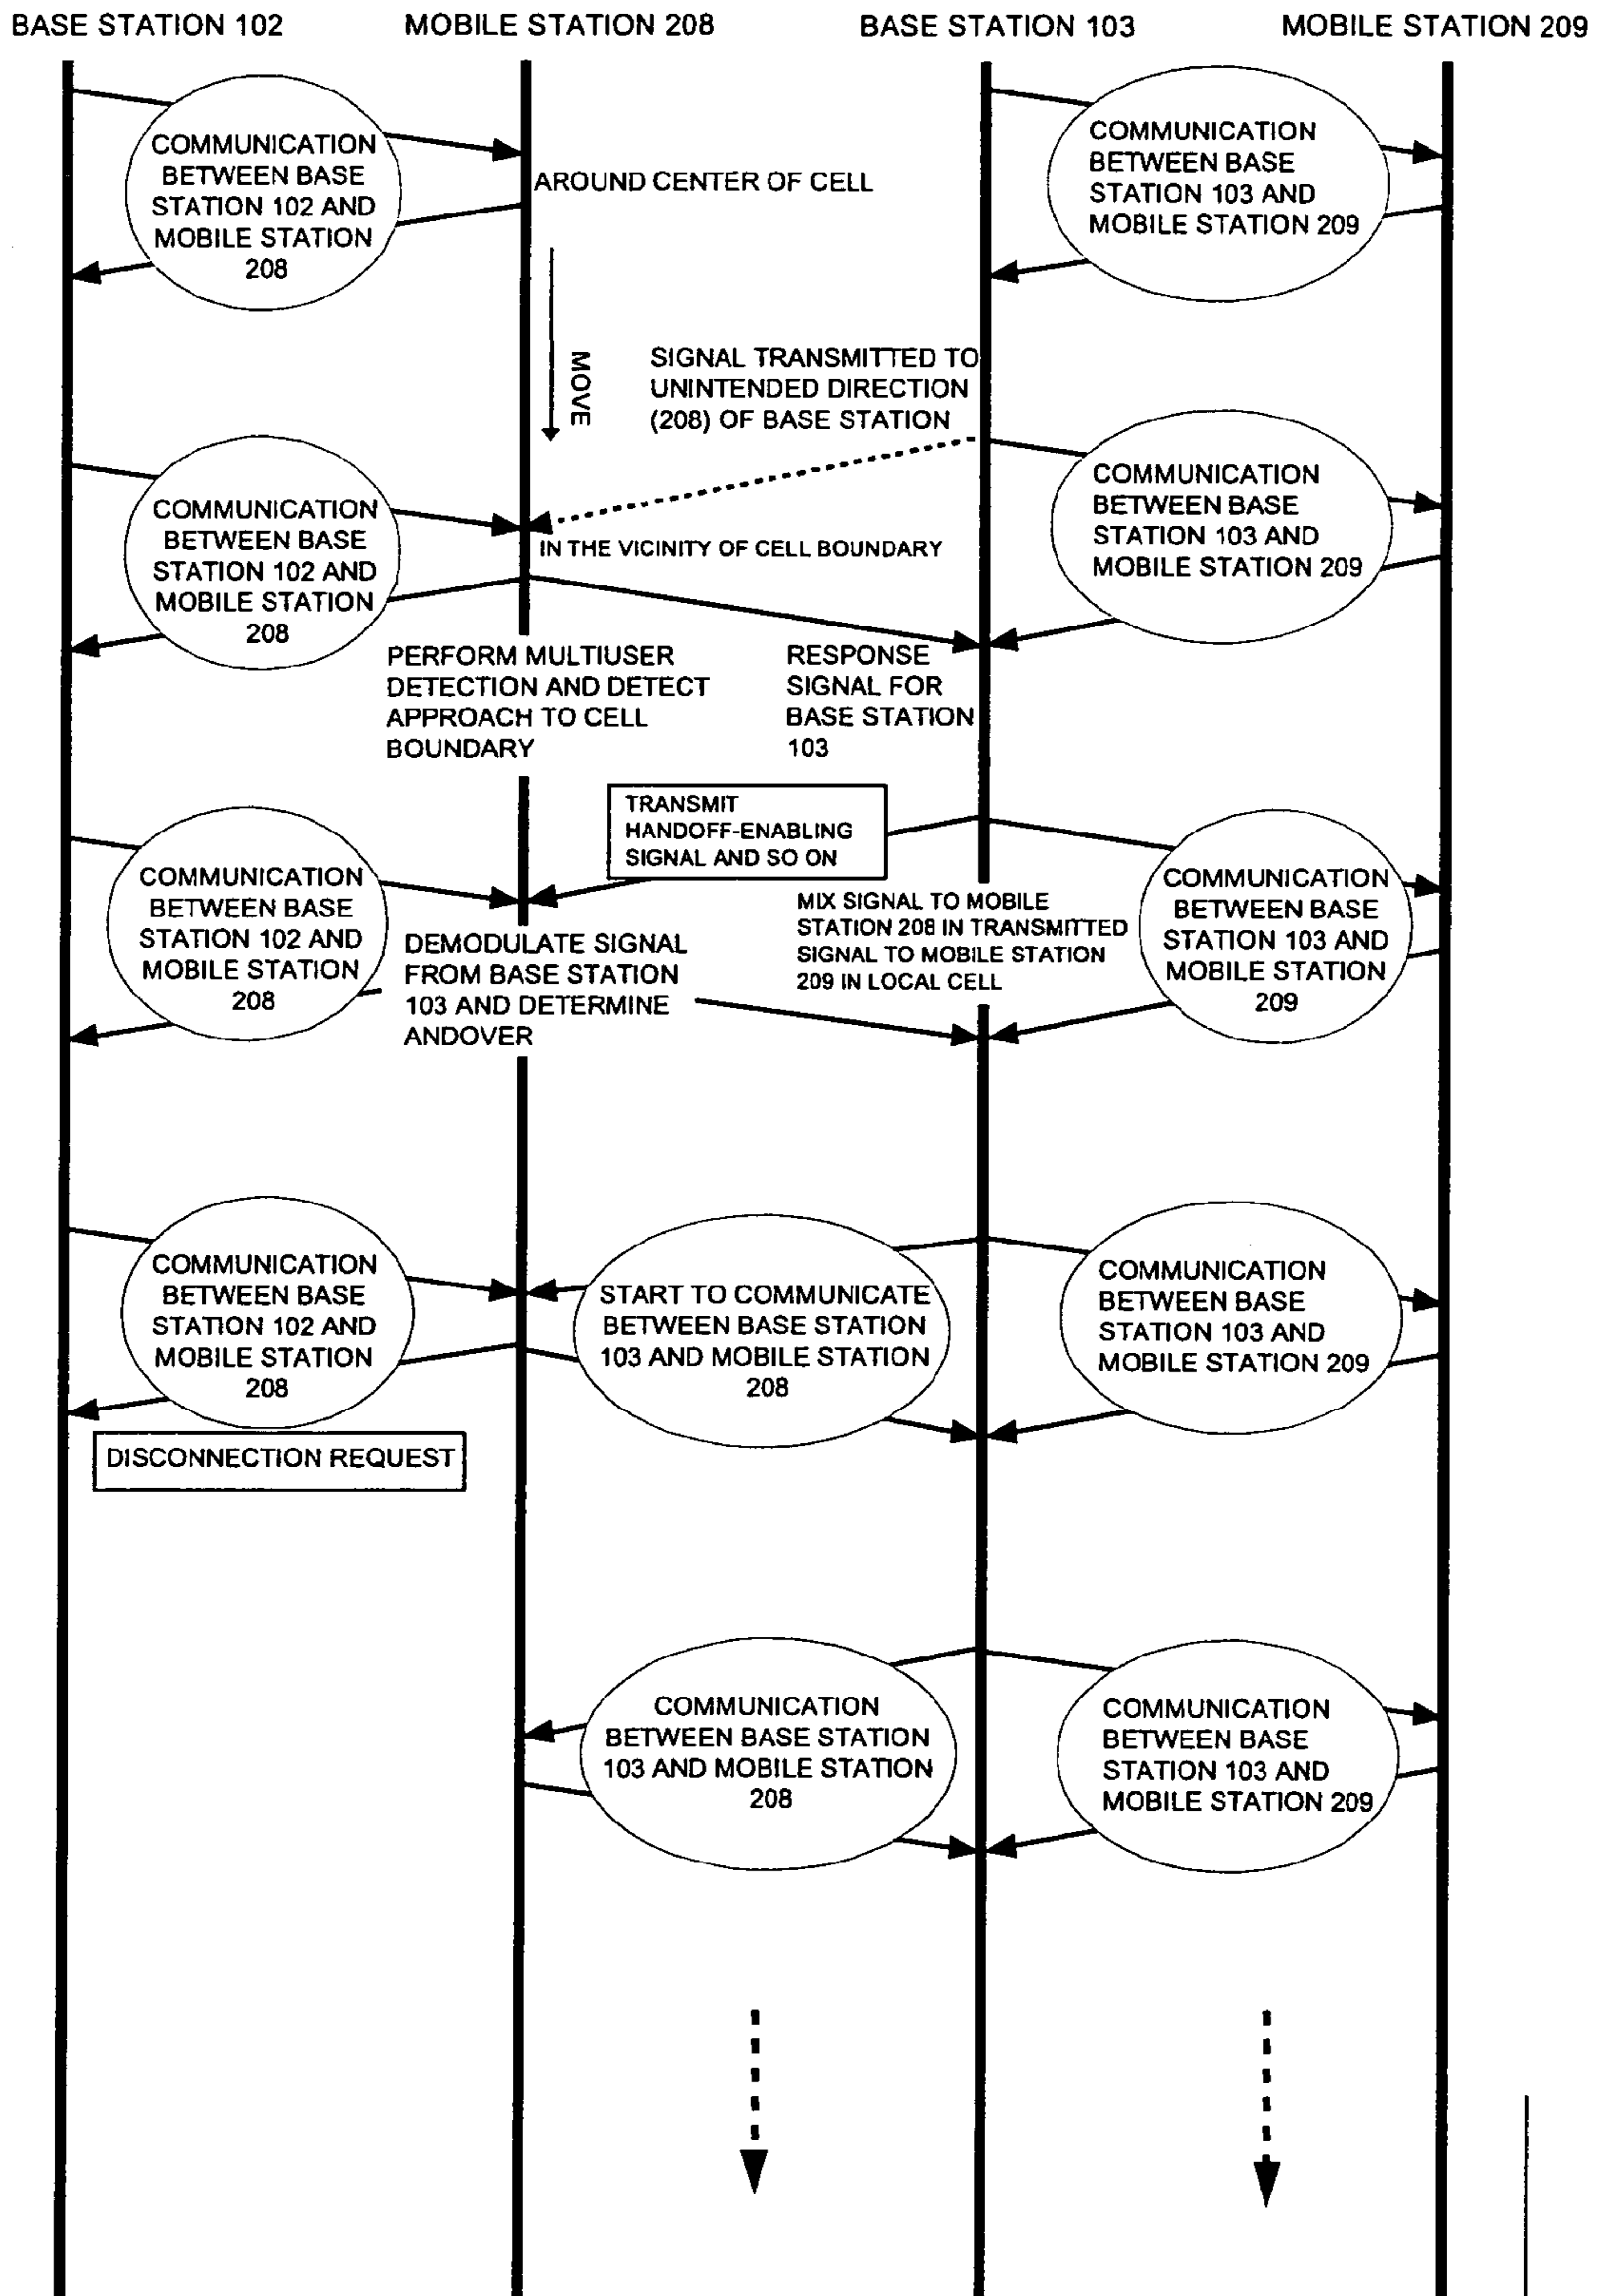 BASE STATION 102
MOBILE STATION 208
BASE STATION 103
MOBILE STATION 209
COMMUNICATION
BETWEEN BASE
STATION 102 AND
MOBILE STATION
208
AROUND CENTER OF CELL
COMMUNICATION
BETWEEN BASE
STATION 103 AND
MOBILE STATION 209
MOVE
SIGNAL TRANSMITTED TO
UNINTENDED DIRECTION
(208) OF BASE STATION
COMMUNICATION
BETWEEN BASE
STATION 102 AND
MOBILE STATION
208
IN THE VICINITY OF CELL BOUNDARY
COMMUNICATION
BETWEEN BASE
STATION 103 AND
MOBILE STATION 209
PERFORM MULTIUSER
DETECTION AND DETECT
APPROACH TO CELL
BOUNDARY
RESPONSE
SIGNAL FOR
BASE STATION
103
TRANSMIT
HANDOFF-ENABLING
SIGNAL AND SO ON
COMMUNICATION
BETWEEN BASE
STATION 102 AND
MOBILE STATION
208
DEMODULATE SIGNAL
FROM BASE STATION
103 AND DETERMINE
ANDOVER
MIX SIGNAL TO MOBILE
STATION 208 IN TRANSMITTED
SIGNAL TO MOBILE STATION
209 IN LOCAL CELL
COMMUNICATION
BETWEEN BASE
STATION 103 AND
MOBILE STATION
209
COMMUNICATION
BETWEEN BASE
STATION 102 AND
MOBILE STATION
208
START TO COMMUNICATE
BETWEEN BASE STATION
103 AND MOBILE STATION
208
COMMUNICATION
BETWEEN BASE
STATION 103 AND
MOBILE STATION 209
DISCONNECTION REQUEST
COMMUNICATION
BETWEEN BASE STATION
103 AND MOBILE STATION
208
COMMUNICATION
BETWEEN BASE
STATION 103 AND
MOBILE STATION 209